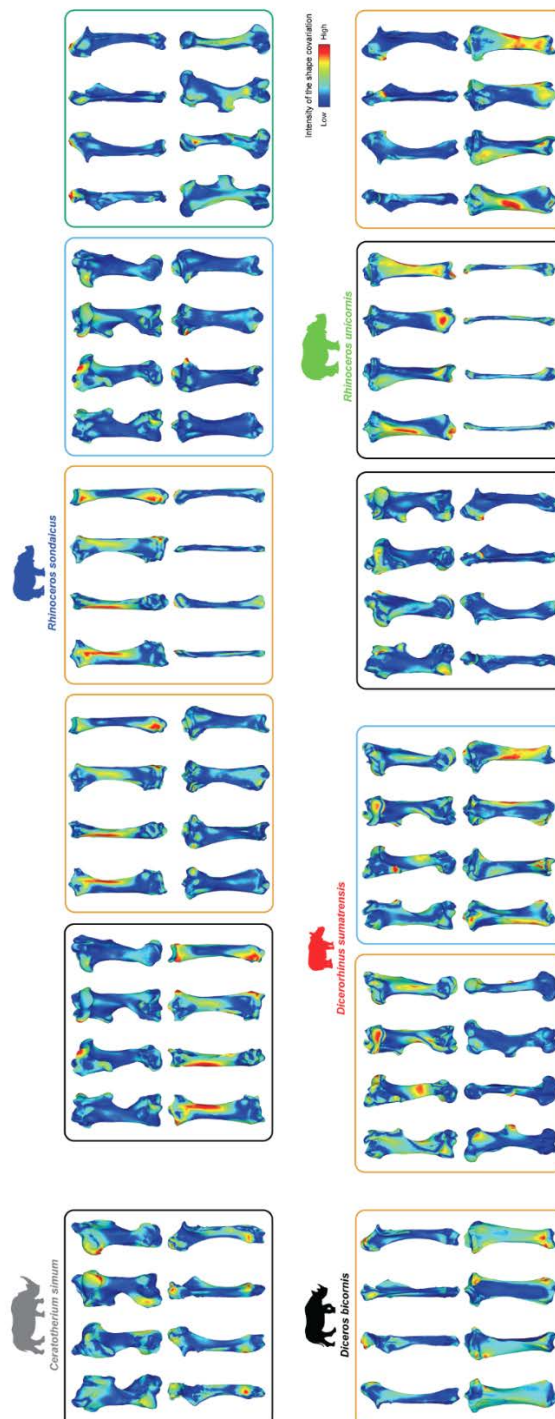 Ceratotherium simum
Rhinoceros sondaicus
Intensity of the shape covariation
Low
High
Diceros bicornis
Dicerorhinus sumatrensis
Rhinoceros unicornis